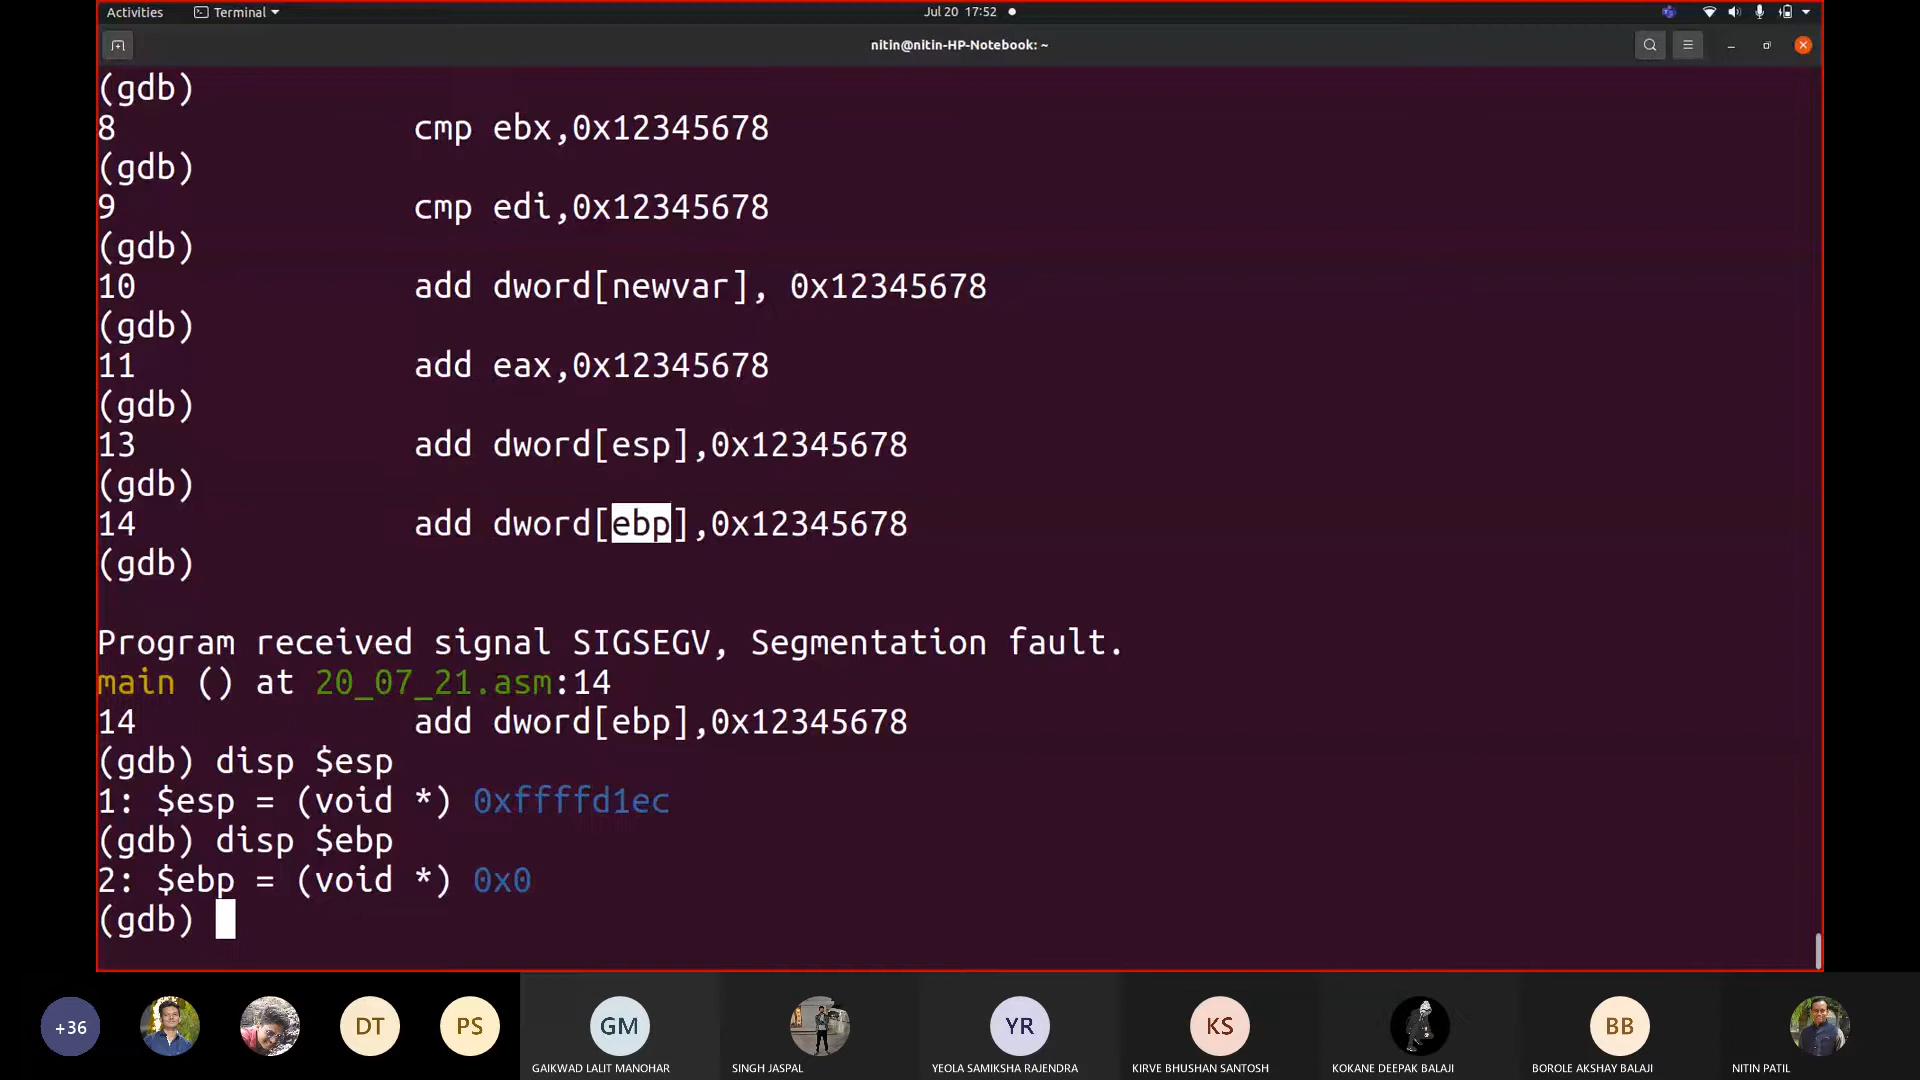 Activities Terminal Jul 20 17:52
nitin@nitin-HP-Notebook: ~
(gdb)
8 cmp ebx,0x12345678
(gdb)
9 cmp edi,0x12345678
(gdb)
10 add dword[newvar], 0x12345678
(gdb)
11 add eax,0x12345678
(gdb)
13 add dword[esp],0x12345678
(gdb)
14 add dword[ebp],0x12345678
(gdb)
Program received signal SIGSEGV, Segmentation fault.
main () at 20_07_21.asm:14
14 add dword[ebp],0x12345678
(gdb) disp $esp
1: $esp = (void *) 0xffffd1ec
(gdb) disp $ebp
2: $ebp = (void *) 0x0
(gdb)
+36 DT PS GM YR KS BB
GAIKWAD LALIT MANOHAR SINGH JASPAL YEOLA SAMIKSHA RAJENDRA KIRVE BHUSHAN SANTOSH KOKANE DEEPAK BALAJI BOROLE AKSHAY BALAJI NITIN PATIL